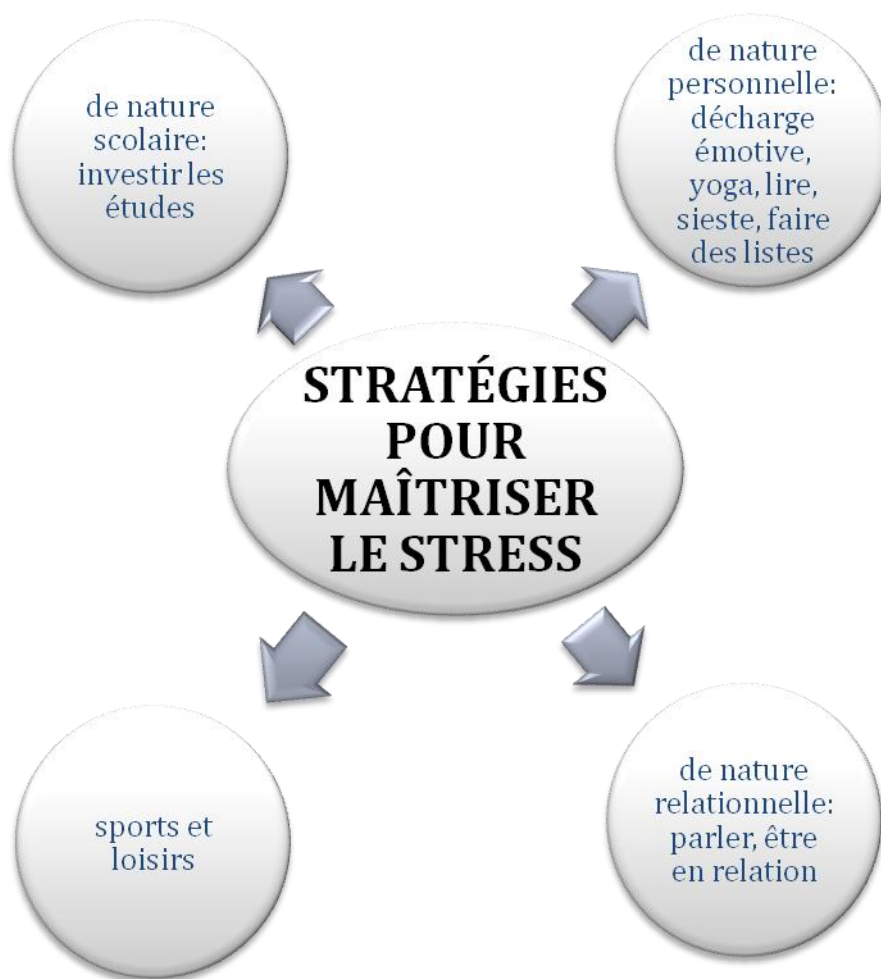 de nature
scolaire:
investir les
études
de nature
personnelle:
décharge
émotive,
yoga, lire,
sieste, faire
des listes
STRATÉGIES
POUR
MAÎTRISER
LE STRESS
sports et
loisirs
de nature
relationnelle:
parler, être
en relation